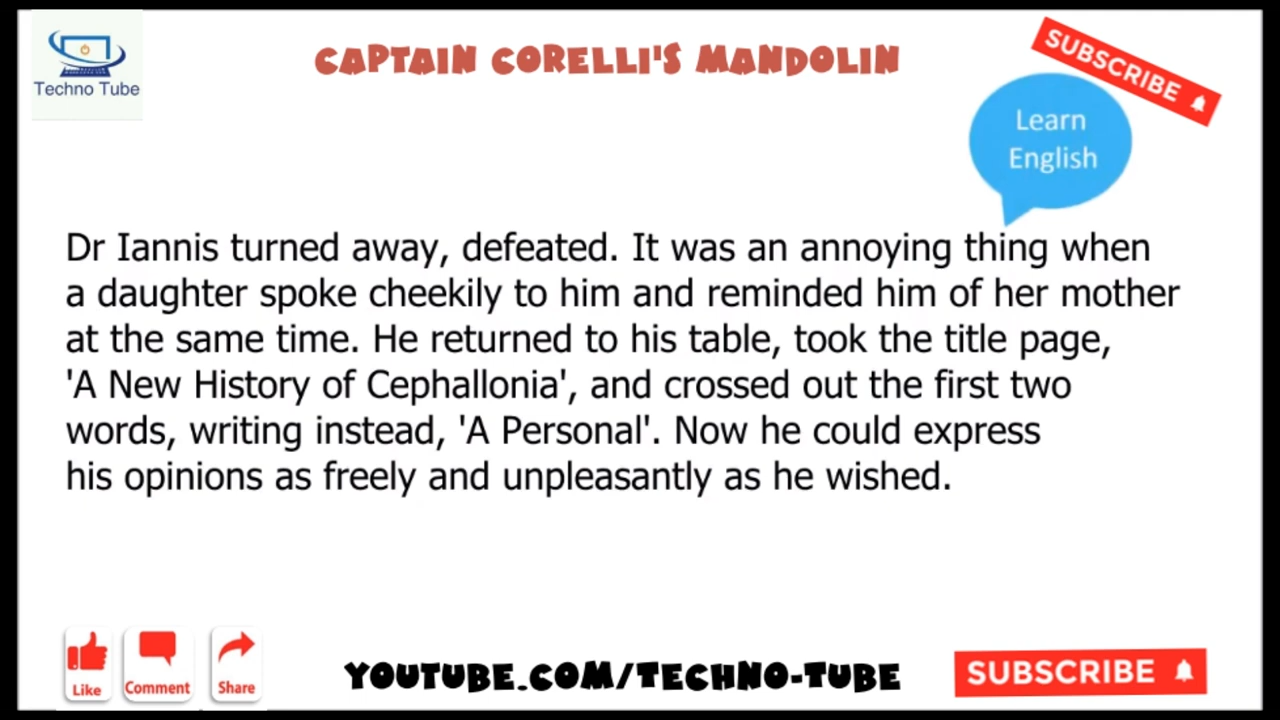 Techno Tube
CAPTAIN CORELLI'S MANDOLIN
SUBSCRIBE
Learn
English
Dr Iannis turned away, defeated. It was an annoying thing when
a daughter spoke cheekily to him and reminded him of her mother
at the same time. He returned to his table, took the title page,
'A New History of Cephallonia', and crossed out the first two
words, writing instead, 'A Personal'. Now he could express
his opinions as freely and unpleasantly as he wished.
Like
Comment
Share
YOUTUBE.COM/TECHNO-TUBE
SUBSCRIBE